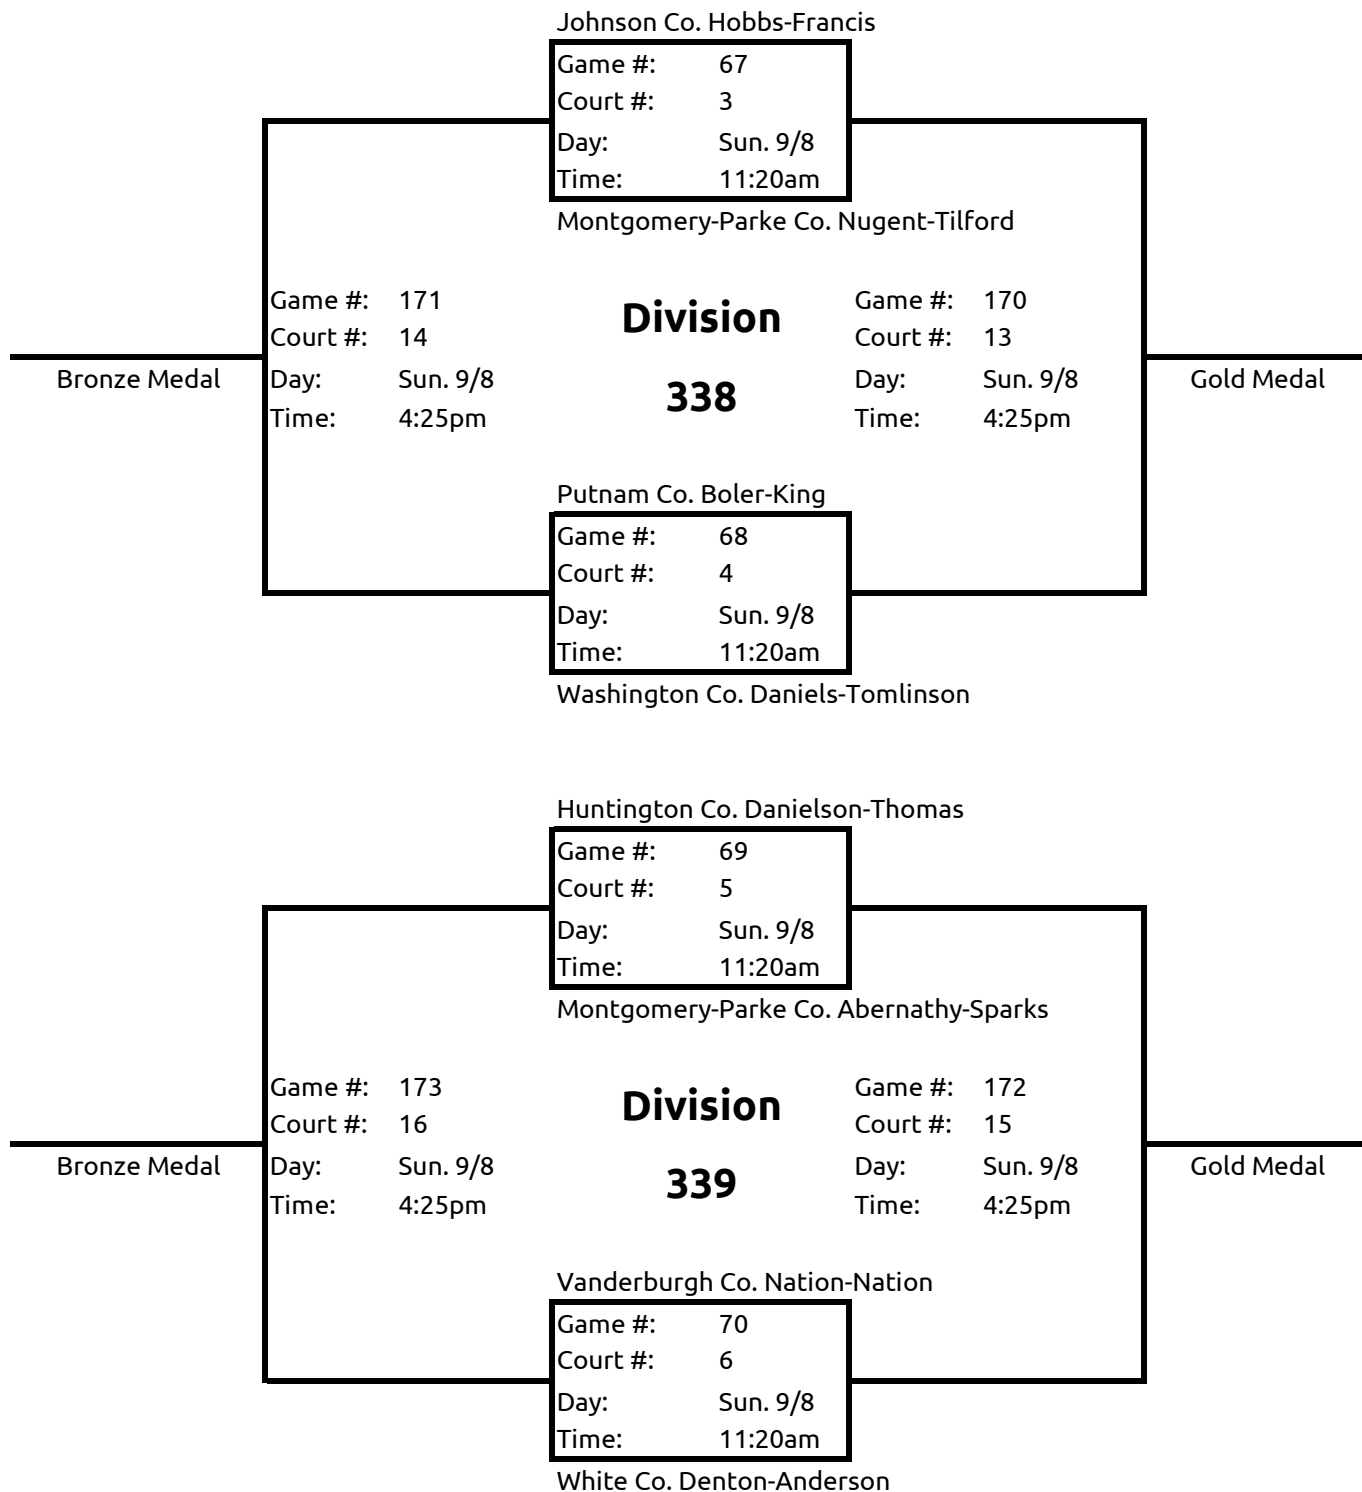 Johnson Co. Hobbs-Francis
Game #: 67
Court #: 3
Day: Sun. 9/8
Time: 11:20am
Montgomery-Parke Co. Nugent-Tilford
Game #: 171
Court #: 14
Day: Sun. 9/8
Time: 4:25pm
Bronze Medal
Division
338
Game #: 170
Court #: 13
Day: Sun. 9/8
Time: 4:25pm
Gold Medal
Putnam Co. Boler-King
Game #: 68
Court #: 4
Day: Sun. 9/8
Time: 11:20am
Washington Co. Daniels-Tomlinson
Huntington Co. Danielson-Thomas
Game #: 69
Court #: 5
Day: Sun. 9/8
Time: 11:20am
Montgomery-Parke Co. Abernathy-Sparks
Game #: 173
Court #: 16
Day: Sun. 9/8
Time: 4:25pm
Bronze Medal
Division
339
Game #: 172
Court #: 15
Day: Sun. 9/8
Time: 4:25pm
Gold Medal
Vanderburgh Co. Nation-Nation
Game #: 70
Court #: 6
Day: Sun. 9/8
Time: 11:20am
White Co. Denton-Anderson